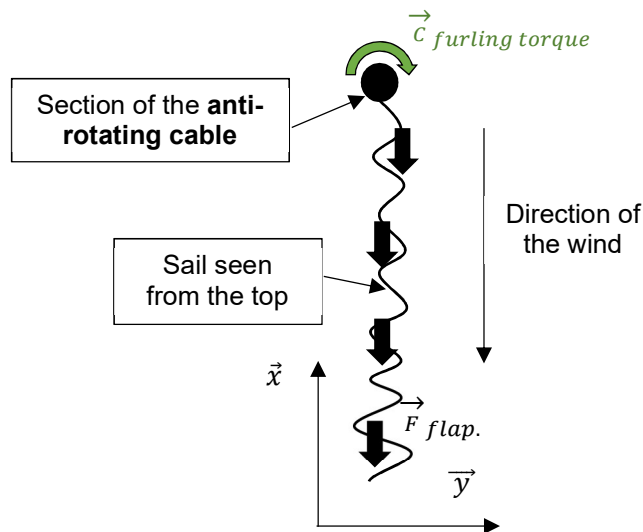 C furling torque
Section of the anti-
rotating cable
Direction of
the wind
Sail seen
from the top
x
F flap.
y